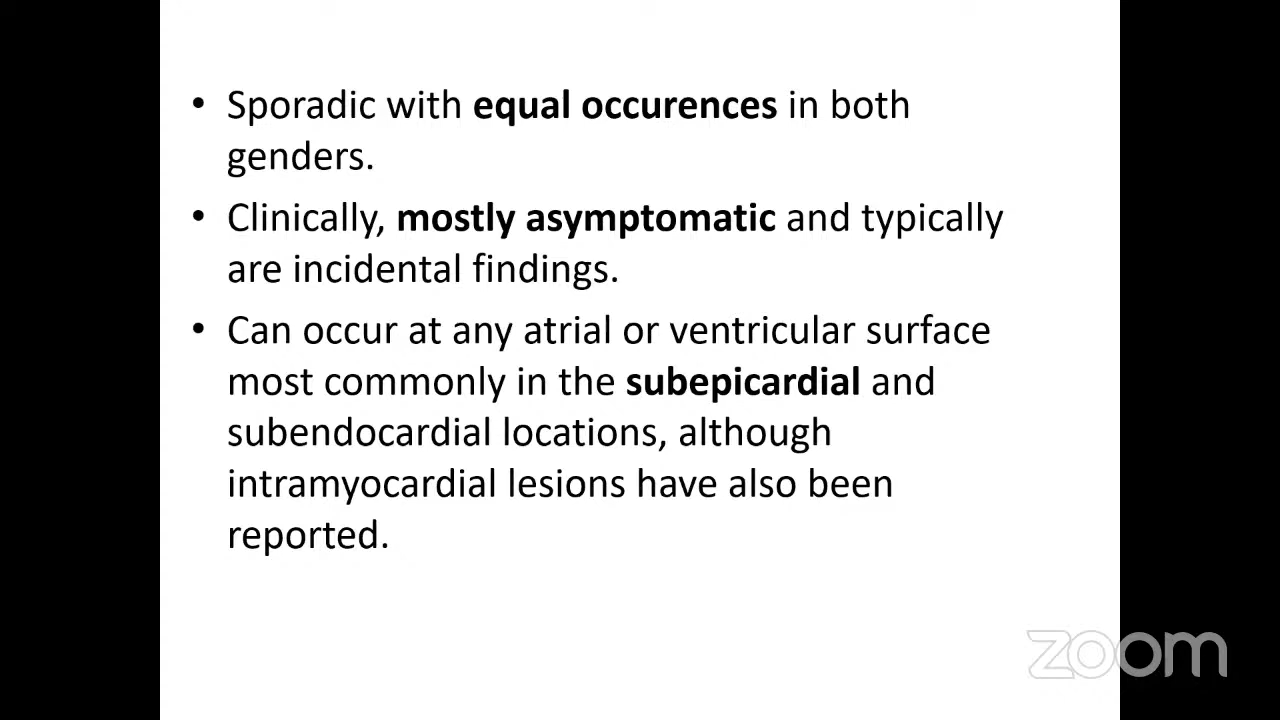 • Sporadic with equal occurences in both
genders.
• Clinically, mostly asymptomatic and typically
are incidental findings.
• Can occur at any atrial or ventricular surface
most commonly in the subepicardial and
subendocardial locations, although
intramyocardial lesions have also been
reported.
zoom